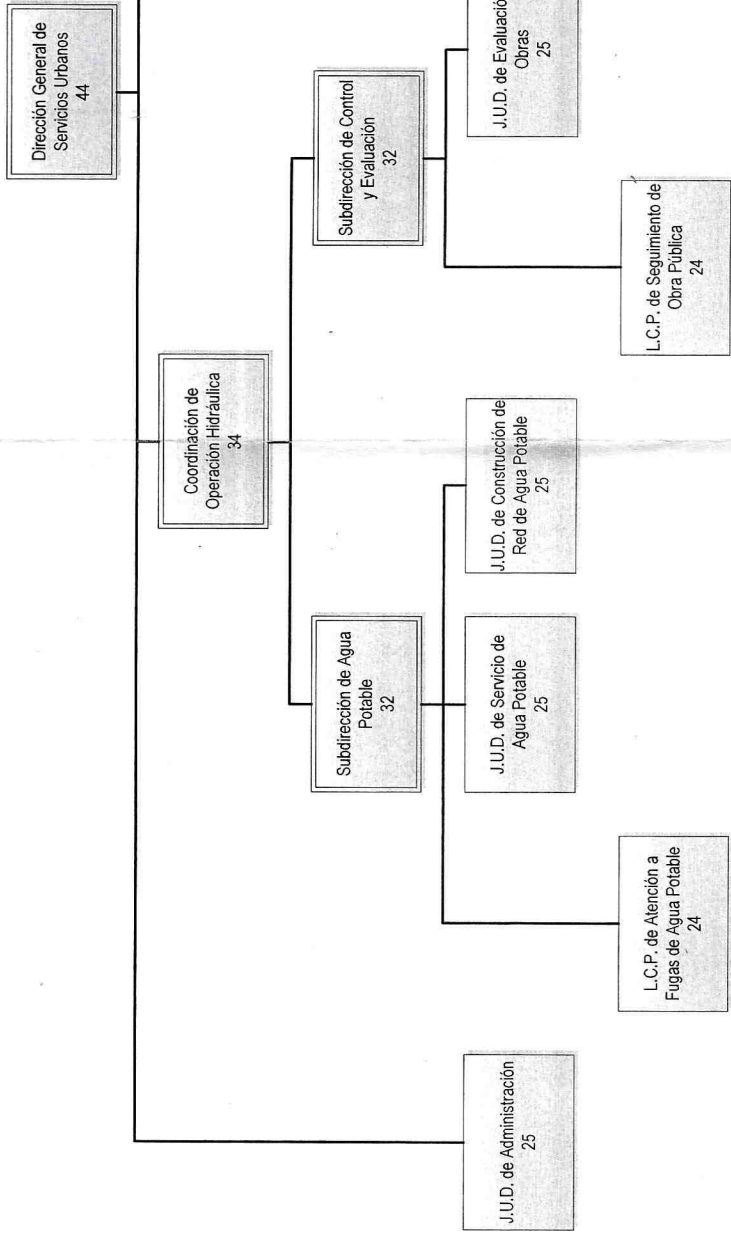 Dirección General de
Servicios Urbanos
44
Coordinación de
Operación Hidráulica
34
Subdirección de Agua
Potable
32
Subdirección de Control
y Evaluación
32
J.U.D. de Administración
25
J.U.D. de Servicio de
Agua Potable
25
J.U.D. de Construcción de
Red de Agua Potable
25
J.U.D. de Evaluació
Obras
25
L.C.P. de Atención a
Fugas de Agua Potable
24
L.C.P. de Seguimiento de
Obra Pública
24